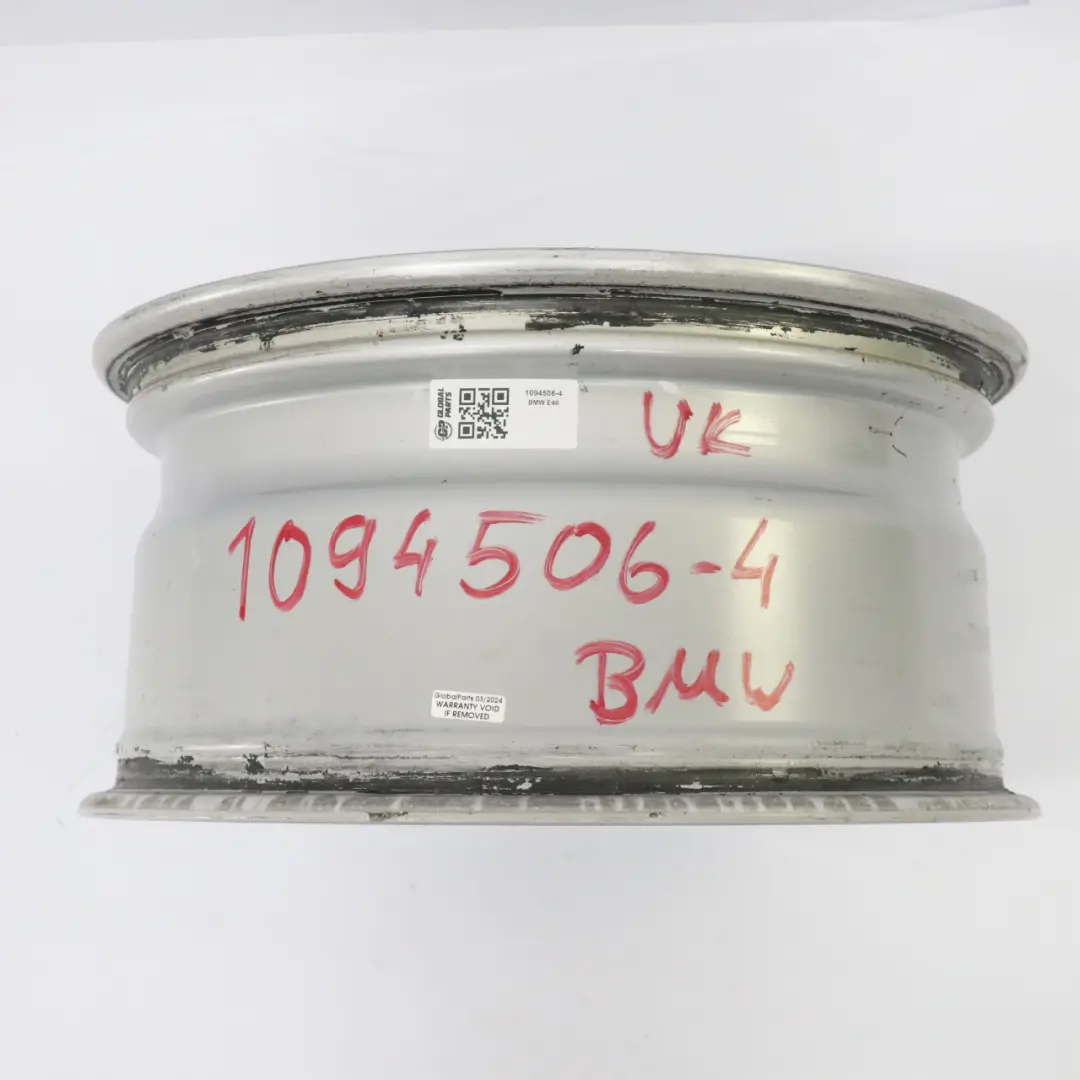 GLOBAL
PARTS
1094506-4
BMW E46
UK
1094506-4
BMW
GlobalParts 03/2024
WARRANTY VOID
IF REMOVED